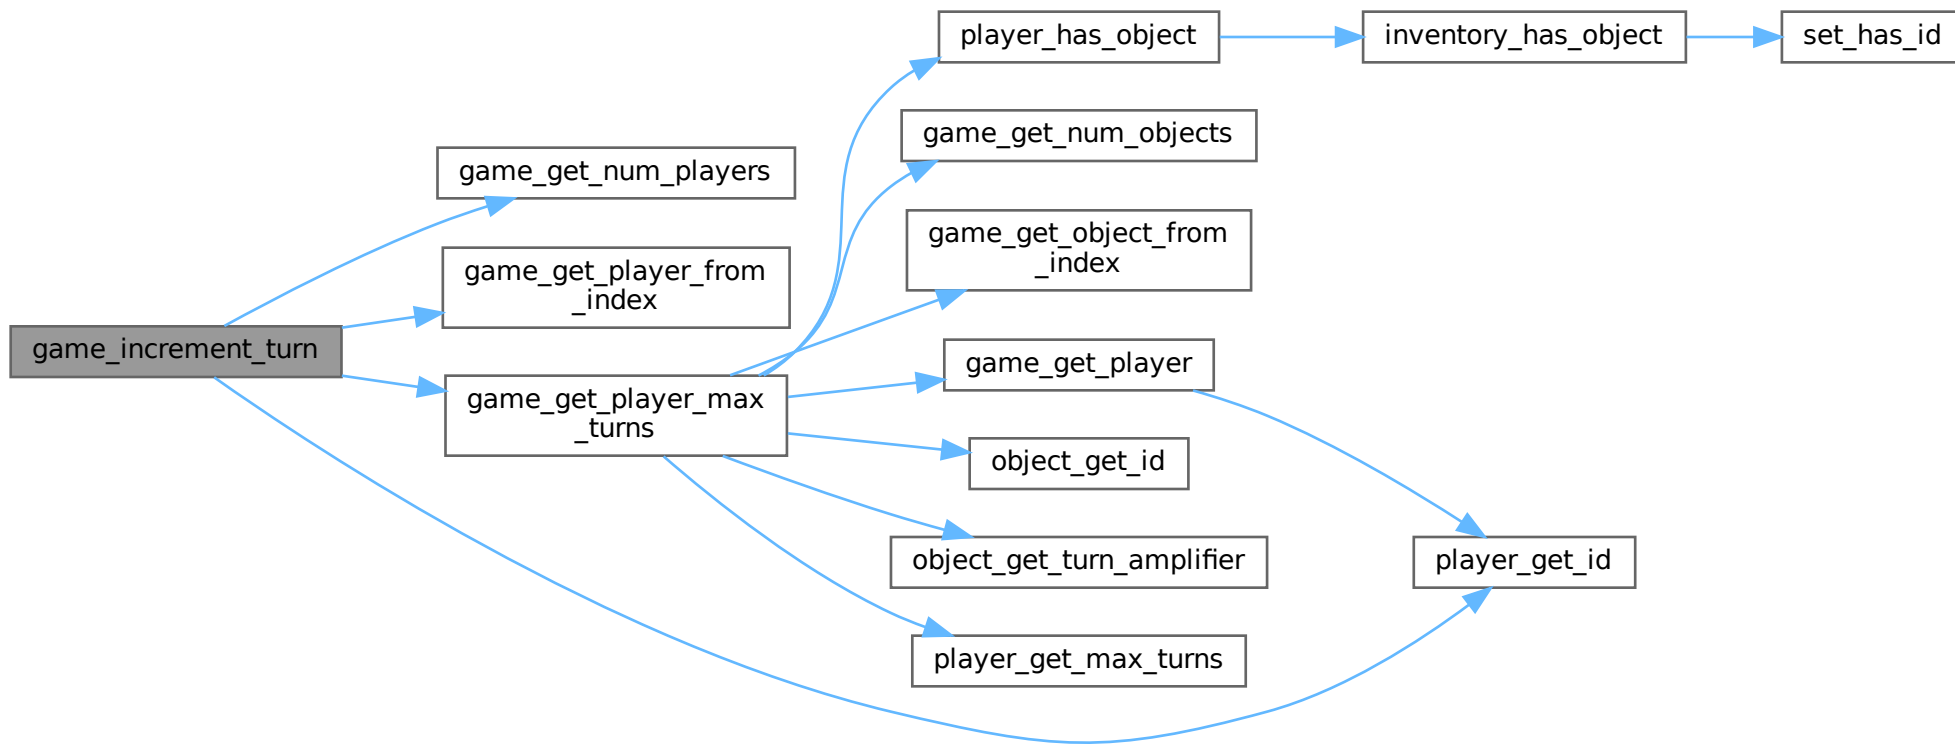 game_increment_turn
game_get_num_players
game_get_player_from
_index
game_get_player_max
_turns
player_has_object
game_get_num_objects
game_get_object_from
_index
game_get_player
object_get_id
object_get_turn_amplifier
player_get_max_turns
inventory_has_object
player_get_id
set_has_id